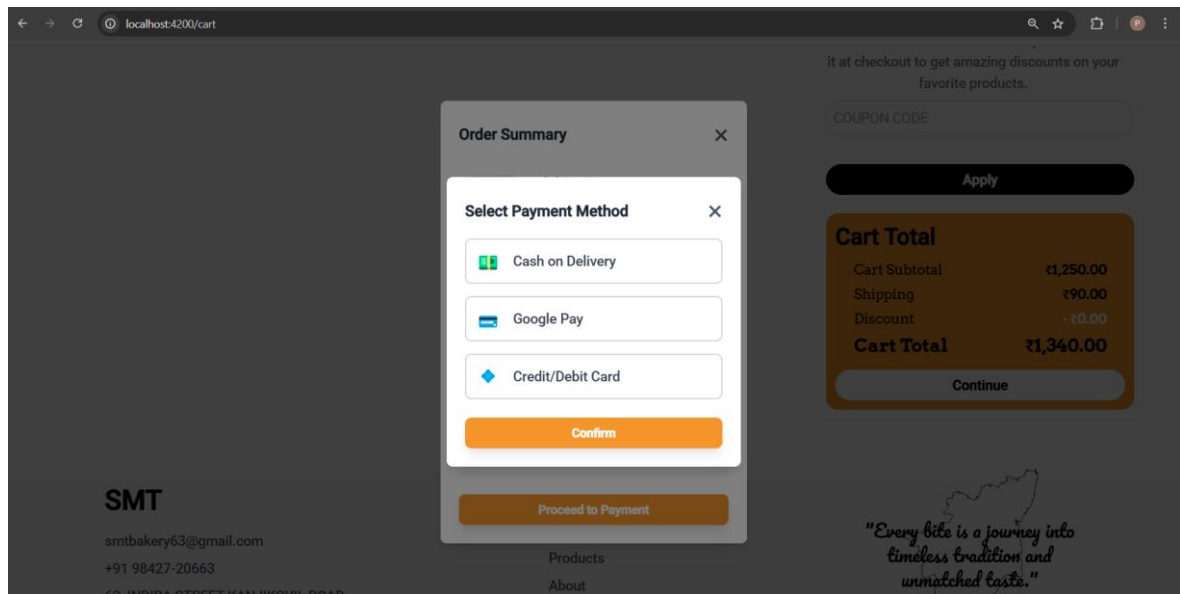 localhost:4200/cart
P
it at checkout to get amazing discounts on your
favorite products.
COUPON CODE
Apply
Order Summary
Select Payment Method
Cash on Delivery
Google Pay
Credit/Debit Card
Confirm
Proceed to Payment
Cart Total
Cart Subtotal ₹1,250.00
Shipping ₹90.00
Discount - ₹0.00
Cart Total ₹1,340.00
Continue
SMT
smtbakery63@gmail.com
+91 98427-20663
Products
About
"Every bite is a journey into
timeless tradition and
unmatched taste."